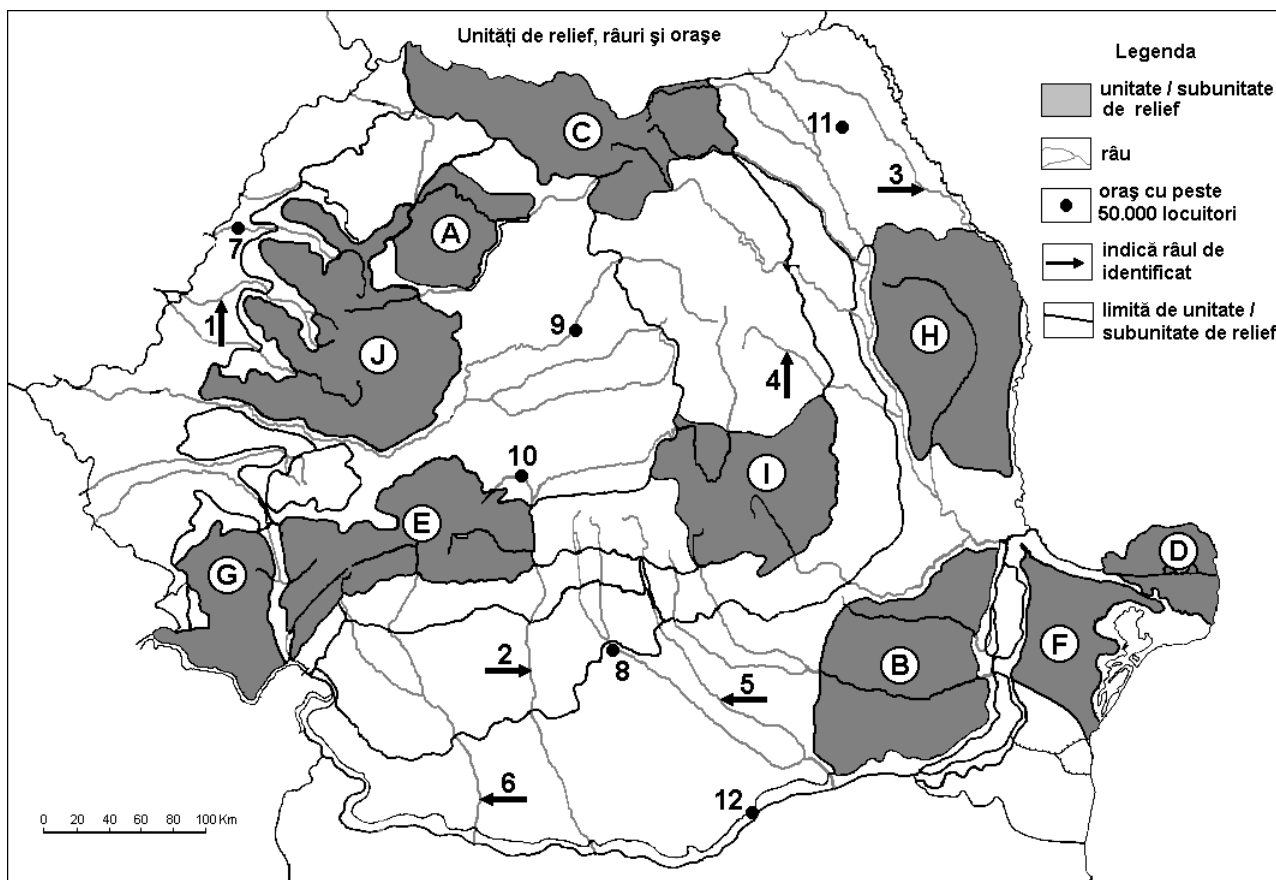 Unități de relief, râuri și orașe
Legenda
unitate / subunitate
de relief
râu
oraș cu peste
50.000 locuitori
indică râul de
identificat
limită de unitate /
subunitate de relief
C
11
3
A
7
1
9
J
H
4
10
I
E
D
G
F
2
8
B
5
6
12
0 20 40 60 80 100 Km